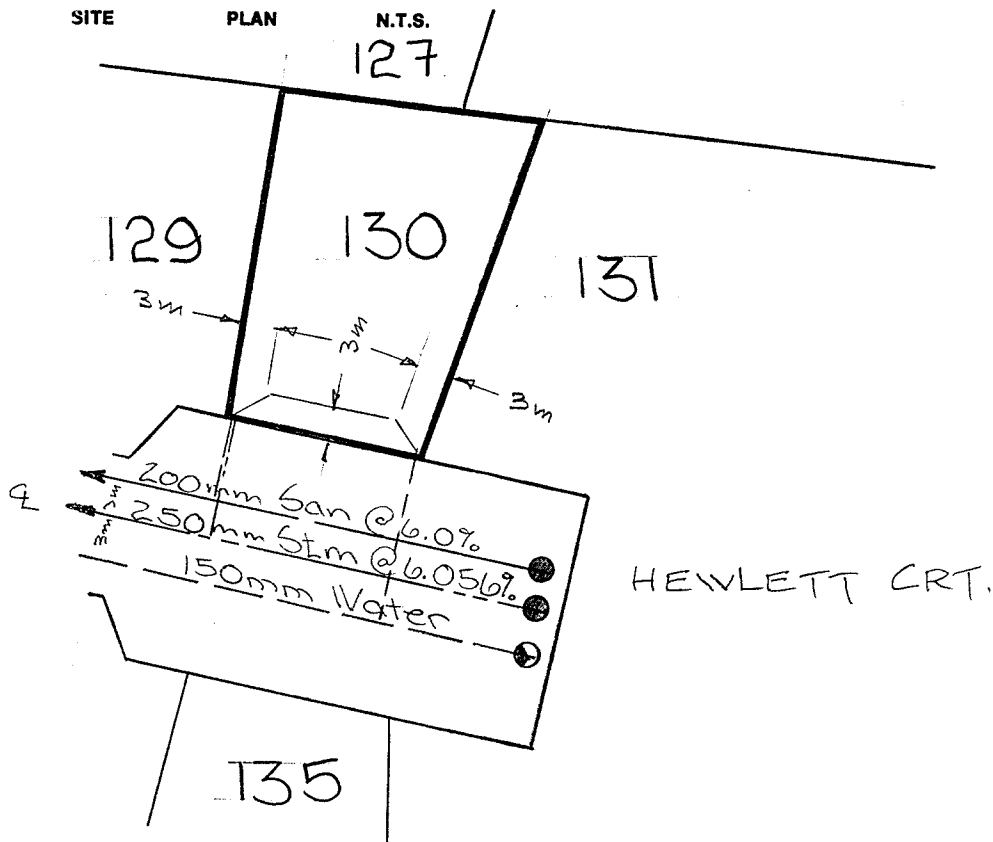 SITE PLAN N.T.S.
127
129
130
131
3m
3m
3m
200mm San @ 6.0%
℄
250mm Stm @ 6.056%
3m
150mm Water
HEWLETT CRT.
135